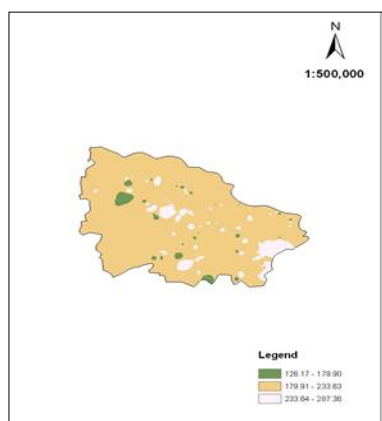 N
1:500,000
Legend
126.17 - 179.90
179.91 - 233.63
233.64 - 287.36